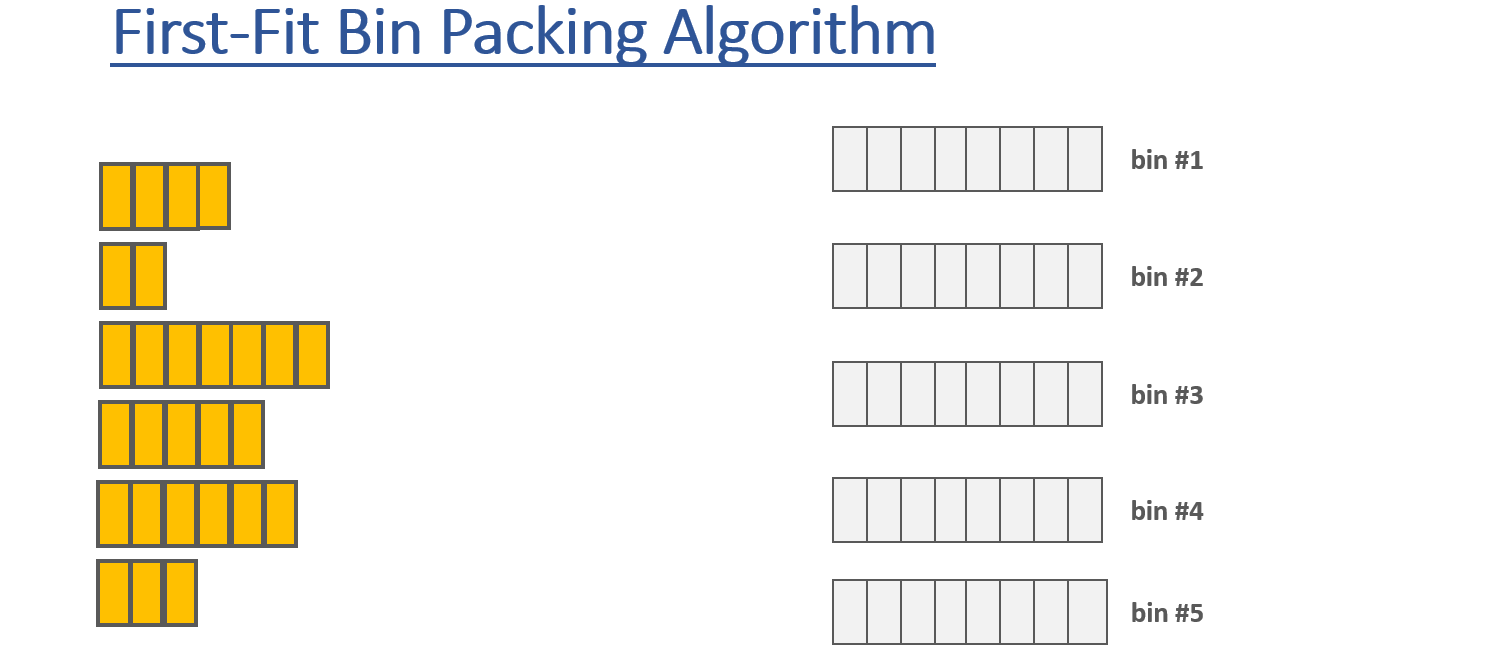 First-Fit Bin Packing Algorithm
bin #1
bin #2
bin #3
bin #4
bin #5